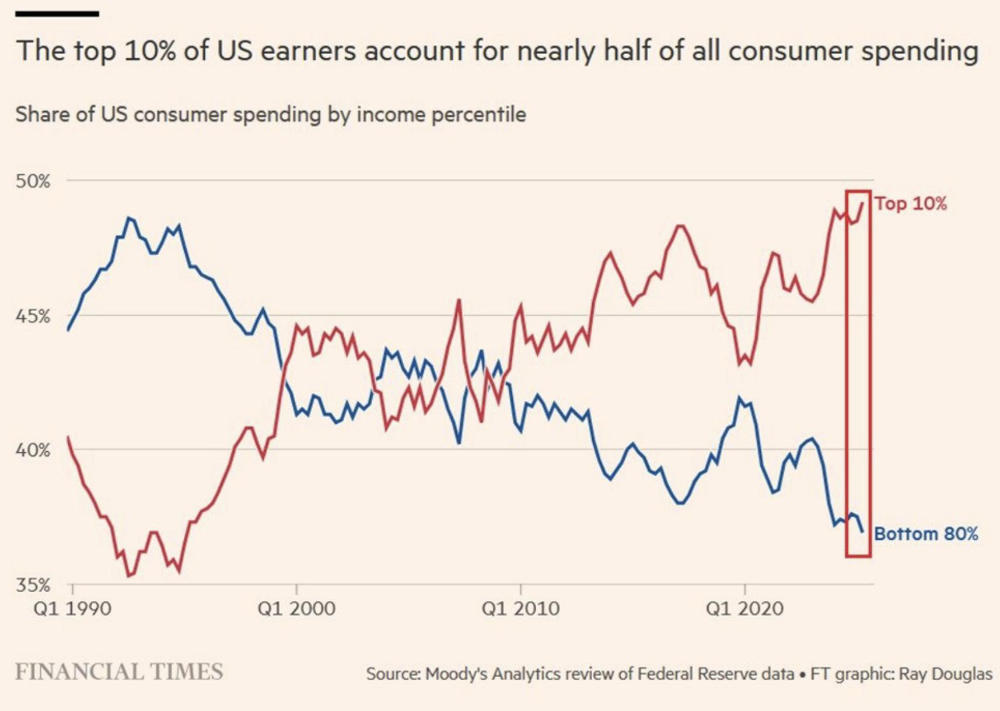 The top 10% of US earners account for nearly half of all consumer spending
Share of US consumer spending by income percentile
50%
Top 10%
45%
40%
Bottom 80%
35%
Q1 1990
Q1 2000
Q1 2010
Q1 2020
FINANCIAL TIMES
Source: Moody's Analytics review of Federal Reserve data • FT graphic: Ray Douglas